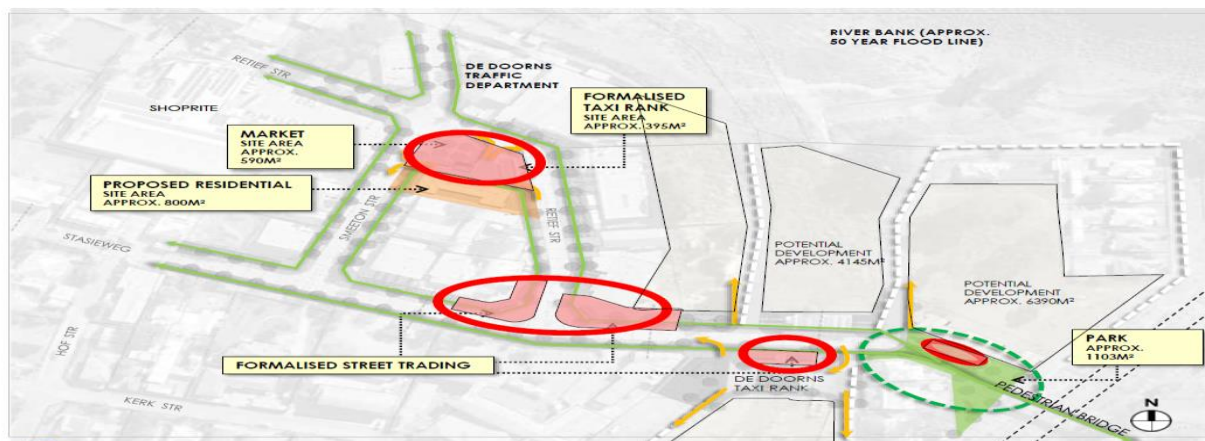 RIVER BANK (APPROX.
50 YEAR FLOOD LINE)
RETIEF STR
DE DOORNS
TRAFFIC
DEPARTMENT
SHOPRITE
FORMALISED
TAXI RANK
SITE AREA
APPROX. 395M²
MARKET
SITE AREA
APPROX.
590M²
PROPOSED RESIDENTIAL
SITE AREA
APPROX. 800M²
SMEETON STR
RETIEF STR
STASIEWEG
POTENTIAL
DEVELOPMENT
APPROX. 4145M²
POTENTIAL
DEVELOPMENT
APPROX. 6390M²
HOF STR
PARK
APPROX.
1103M²
FORMALISED STREET TRADING
DE DOORNS
TAXI RANK
KERK STR
PEDESTRIAN BRIDGE
N